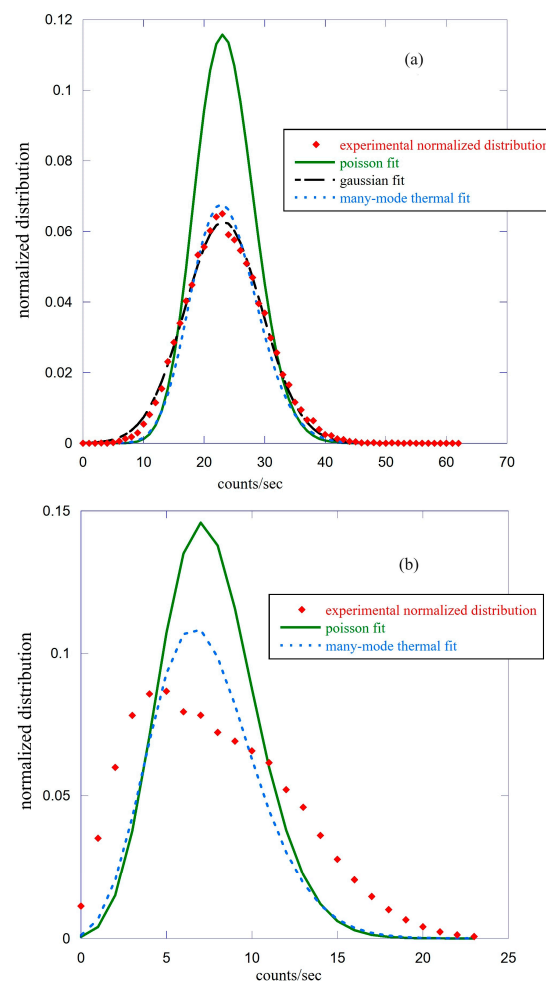 0.12
(a)
0.1
experimental normalized distribution
poisson fit
gaussian fit
many-mode thermal fit
0.08
normalized distribution
0.06
0.04
0.02
0
0 10 20 30 40 50 60 70
counts/sec
0.15
(b)
experimental normalized distribution
poisson fit
many-mode thermal fit
0.1
normalized distribution
0.05
0
0 5 10 15 20 25
counts/sec